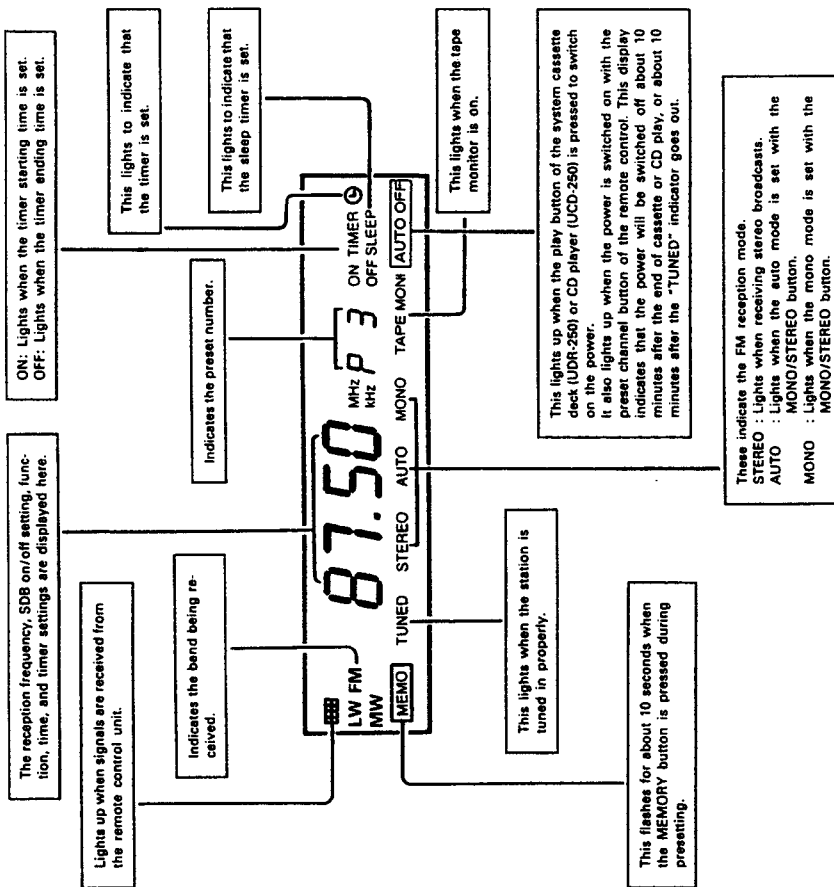 The reception frequency, SDB on/off setting, func-
tion, time, and timer settings are displayed here.
ON: Lights when the timer starting time is set.
OFF: Lights when the timer ending time is set.
Lights up when signals are received from
the remote control unit.
Indicates the band being re-
ceived.
Indicates the preset number.
This lights to indicate that
the timer is set.
This lights to indicate that
the sleep timer is set.
LW FM
MW
87.50
MHz
kHz
P 3
ON TIMER
OFF SLEEP
MEMO
TUNED
STEREO
AUTO
MONO
TAPE MONI
AUTO OFF
This lights when the tape
monitor is on.
This flashes for about 10 seconds when
the MEMORY button is pressed during
presetting.
This lights when the station is
tuned in properly.
This lights up when the play button of the system cassette
deck (UDR-250) or CD player (UCD-250) is pressed to switch
on the power.
It also lights up when the power is switched on with the
preset channel button of the remote control. This display
indicates that the power will be switched off about 10
minutes after the end of cassette or CD play, or about 10
minutes after the "TUNED" indicator goes out.
These indicate the FM reception mode.
STEREO : Lights when receiving stereo broadcasts.
AUTO : Lights when the auto mode is set with the
MONO/STEREO button.
MONO : Lights when the mono mode is set with the
MONO/STEREO button.